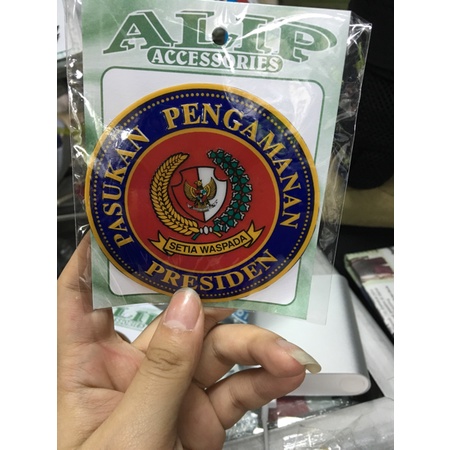 ALIP
ACCESSORIES
PASUKAN PENGAMANAN
SETIA WASPADA
PRESIDEN